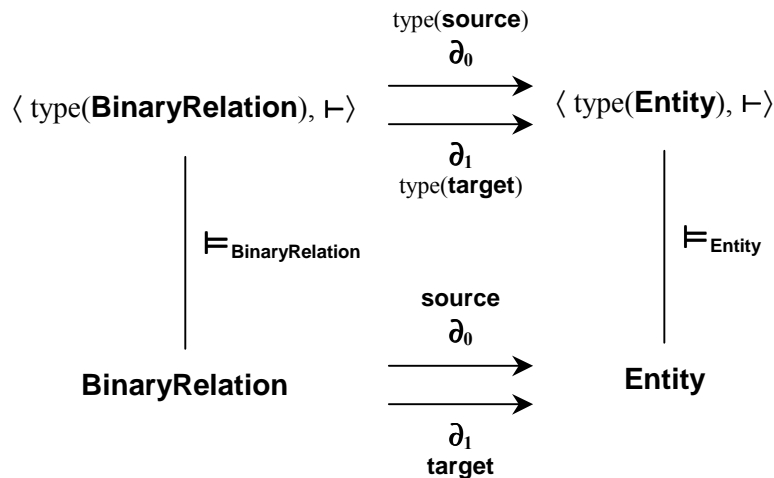 type(source)
∂0
⟨ type(BinaryRelation), ⊢⟩
⟨ type(Entity), ⊢⟩
∂1
type(target)
⊨BinaryRelation
⊨Entity
source
∂0
BinaryRelation
Entity
∂1
target